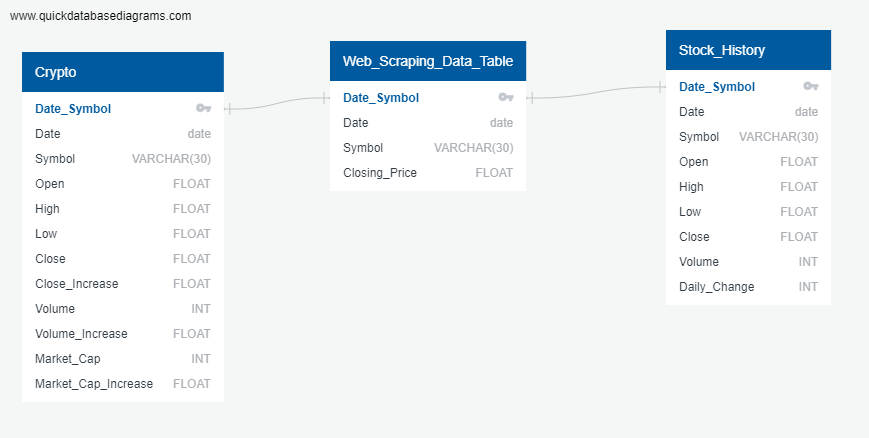 www.quickdatabasediagrams.com
Crypto
Date_Symbol
Date date
Symbol VARCHAR(30)
Open FLOAT
High FLOAT
Low FLOAT
Close FLOAT
Close_Increase FLOAT
Volume INT
Volume_Increase FLOAT
Market_Cap INT
Market_Cap_Increase FLOAT
Web_Scraping_Data_Table
Date_Symbol
Date date
Symbol VARCHAR(30)
Closing_Price FLOAT
Stock_History
Date_Symbol
Date date
Symbol VARCHAR(30)
Open FLOAT
High FLOAT
Low FLOAT
Close FLOAT
Volume INT
Daily_Change INT